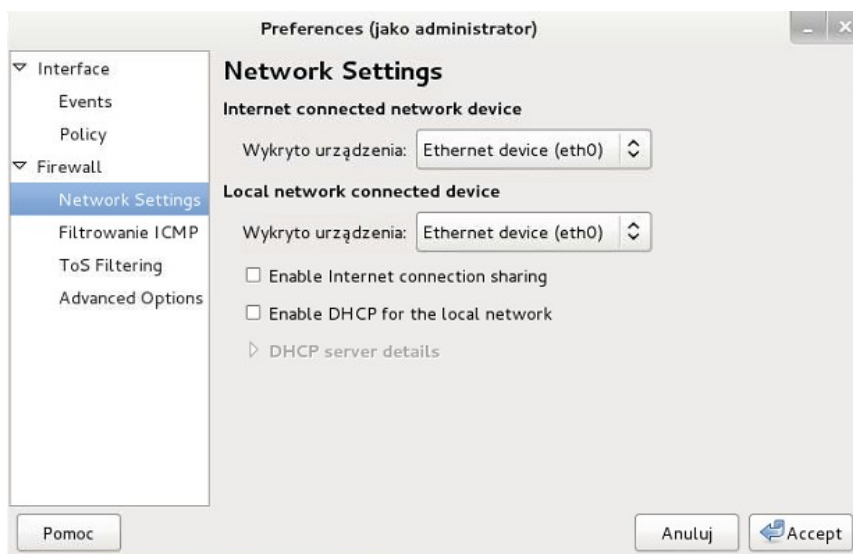 Preferences (jako administrator)
Interface
Events
Policy
Firewall
Network Settings
Filtrowanie ICMP
ToS Filtering
Advanced Options
Network Settings
Internet connected network device
Wykryto urządzenia: Ethernet device (eth0)
Local network connected device
Wykryto urządzenia: Ethernet device (eth0)
Enable Internet connection sharing
Enable DHCP for the local network
DHCP server details
Pomoc
Anuluj
Accept